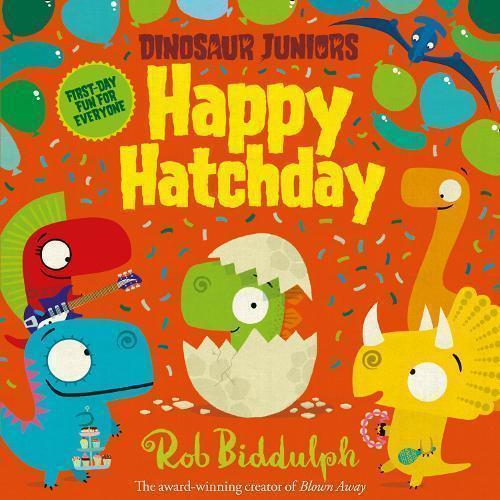 DINOSAUR JUNIORS
FIRST-DAY
FUN FOR
EVERYONE
Happy
Hatchday
Rob Biddulph
The award-winning creator of Blown Away